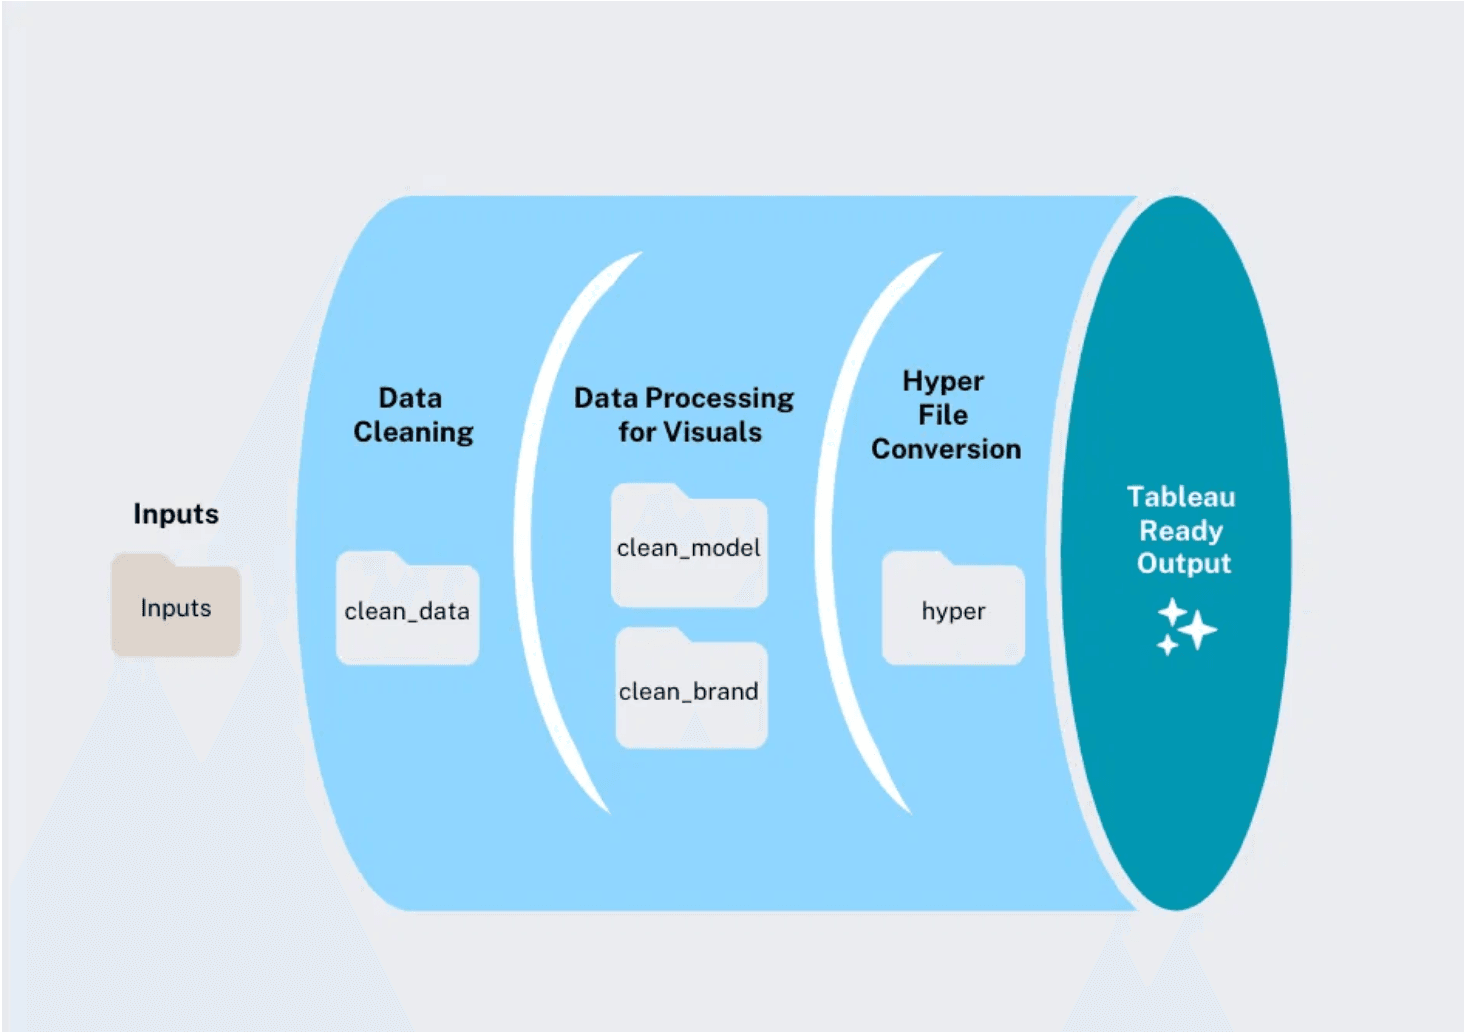 Inputs
Inputs
Data
Cleaning
clean_data
Data Processing
for Visuals
clean_model
clean_brand
Hyper
File
Conversion
hyper
Tableau
Ready
Output